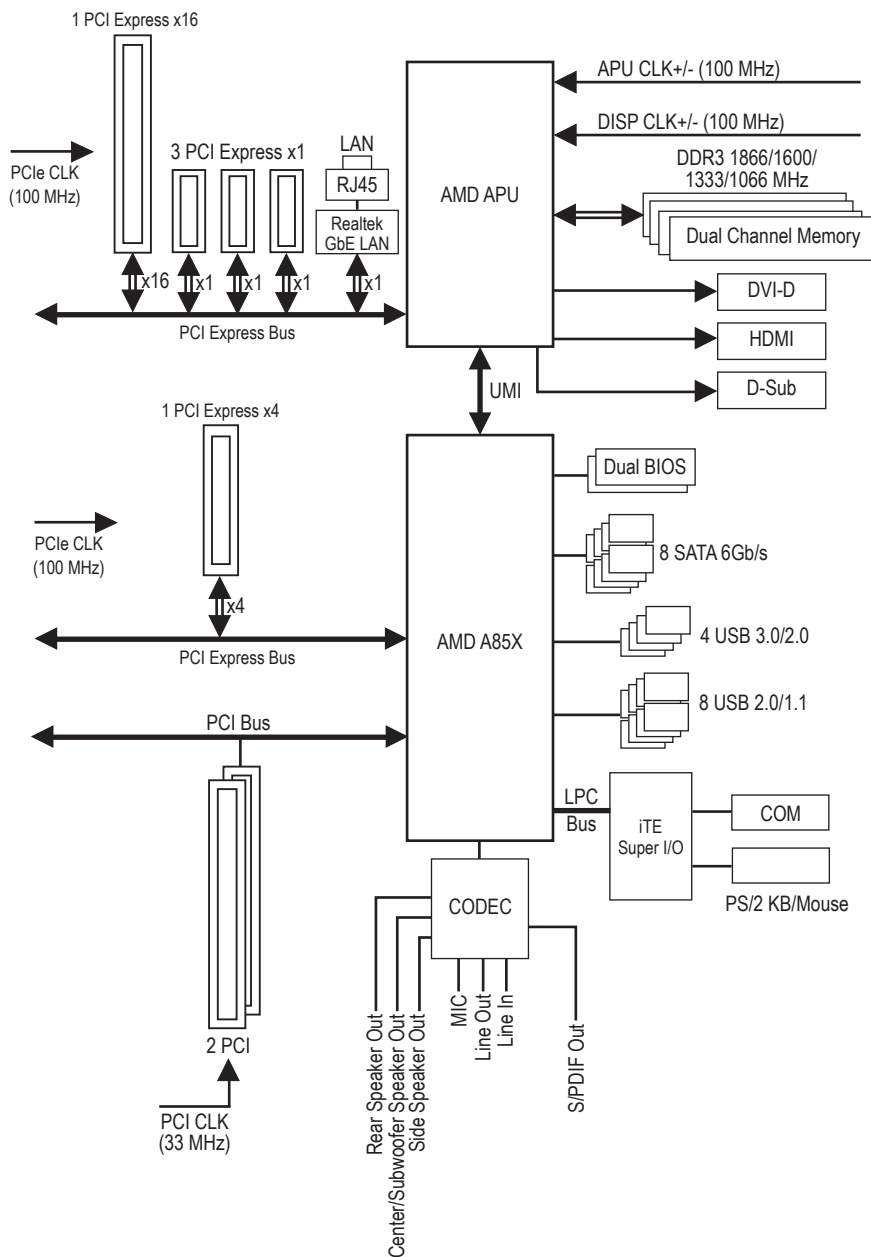 1 PCI Express x16
PCIe CLK
(100 MHz)
3 PCI Express x1
LAN
RJ45
Realtek
GbE LAN
x16
x1
x1
x1
x1
PCI Express Bus
AMD APU
APU CLK+/- (100 MHz)
DISP CLK+/- (100 MHz)
DDR3 1866/1600/
1333/1066 MHz
Dual Channel Memory
DVI-D
HDMI
D-Sub
UMI
1 PCI Express x4
PCIe CLK
(100 MHz)
x4
PCI Express Bus
PCI Bus
AMD A85X
Dual BIOS
8 SATA 6Gb/s
4 USB 3.0/2.0
8 USB 2.0/1.1
LPC
Bus
iTE
Super I/O
COM
PS/2 KB/Mouse
CODEC
2 PCI
PCI CLK
(33 MHz)
Rear Speaker Out
Center/Subwoofer Speaker Out
Side Speaker Out
MIC
Line Out
Line In
S/PDIF Out